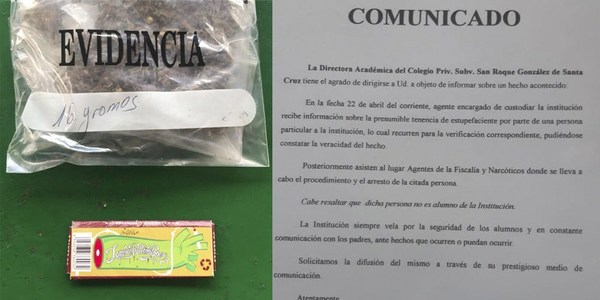 EVIDENCIA
16 gramos
COMUNICADO
La Directora Académica del Colegio Priv. Subv. San Roque González de Santa
Cruz tiene el agrado de dirigirse a Ud. a objeto de informar sobre un hecho acontecido:
En la fecha 22 de abril del corriente, agente encargado de custodiar la institución
recibe información sobre la presumible tenencia de estupefaciente por parte de una persona
particular a la institución, lo cual recurren para la verificación correspondiente, pudiéndose
constatar la veracidad del hecho.
Posteriormente asisten al lugar Agentes de la Fiscalía y Narcóticos donde se lleva a
cabo el procedimiento y el arresto de la citada persona.
Cabe resultar que dicha persona no es alumno de la Institución.
La Institución siempre vela por la seguridad de los alumnos y en constante
comunicación con los padres, ante hechos que ocurren o puedan ocurrir.
Solicitamos la difusión del mismo a través de su prestigioso medio de
comunicación.
Atentamente